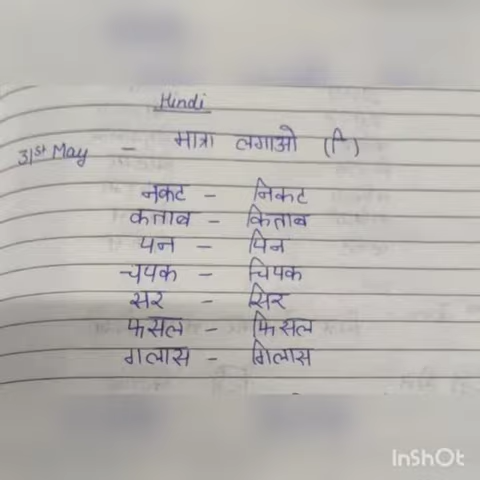 Hindi
31st May - मात्रा लगाओ (ि)
नकट - निकट
कताब - किताब
पन - पिन
चपक - चिपक
सर - सिर
फसल - फिसल
गलास - गिलास
InShOt